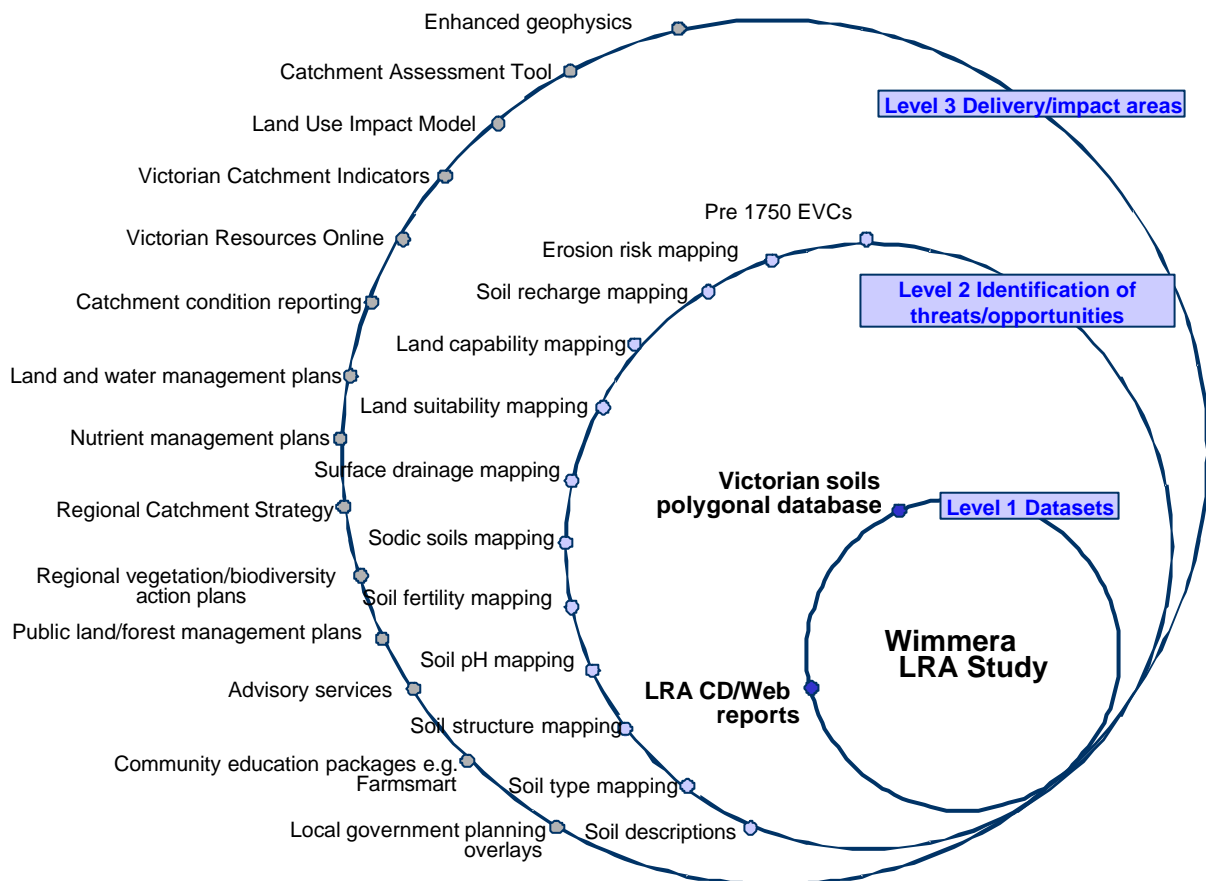 Enhanced geophysics
Catchment Assessment Tool
Land Use Impact Model
Victorian Catchment Indicators
Victorian Resources Online
Catchment condition reporting
Land and water management plans
Nutrient management plans
Regional Catchment Strategy
Regional vegetation/biodiversity
action plans
Public land/forest management plans
Advisory services
Community education packages e.g.
Farmsmart
Local government planning
overlays
Level 3 Delivery/impact areas
Pre 1750 EVCs
Erosion risk mapping
Soil recharge mapping
Land capability mapping
Land suitability mapping
Surface drainage mapping
Sodic soils mapping
Soil fertility mapping
Soil pH mapping
Soil structure mapping
Soil type mapping
Soil descriptions
Level 2 Identification of
threats/opportunities
Victorian soils
polygonal database
Level 1 Datasets
LRA CD/Web
reports
Wimmera
LRA Study